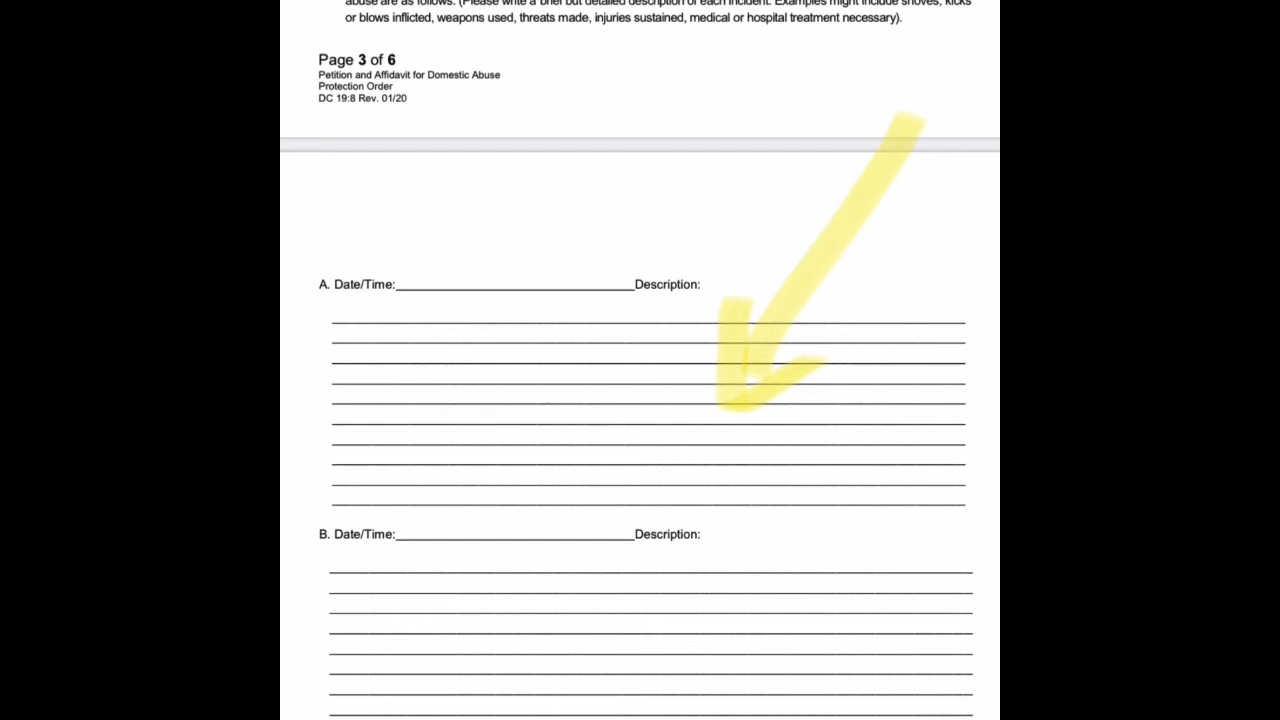 abuse are as follows: (Please write a brief but detailed description of each incident. Examples might include shoves, kicks
or blows inflicted, weapons used, threats made, injuries sustained, medical or hospital treatment necessary).
Page 3 of 6
Petition and Affidavit for Domestic Abuse
Protection Order
DC 19:8 Rev. 01/20
A. Date/Time:__________________________________Description:
B. Date/Time:__________________________________Description: